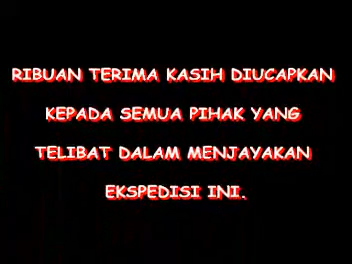 RIBUAN TERIMA KASIH DIUCAPKAN
KEPADA SEMUA PIHAK YANG
TELIBAT DALAM MENJAYAKAN
EKSPEDISI INI.